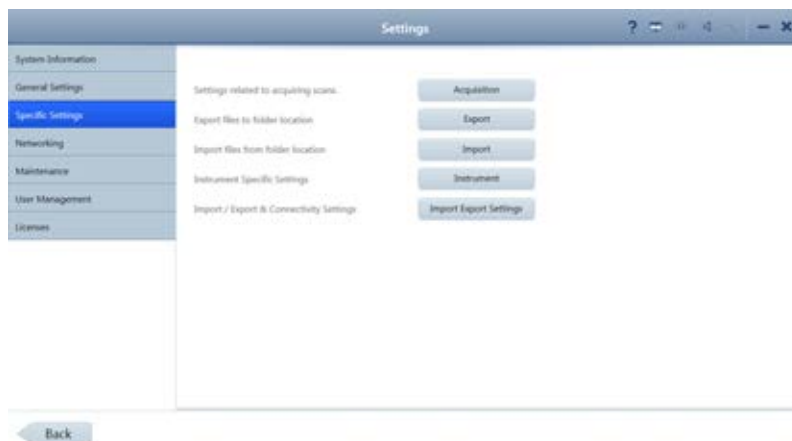 Settings
?
System Information
General Settings
Specific Settings
Networking
Maintenance
User Management
Licenses
Settings related to acquiring scans.
Acquisition
Export files to folder location
Export
Import files from folder location
Import
Instrument Specific Settings
Instrument
Import / Export & Connectivity Settings
Import Export Settings
Back